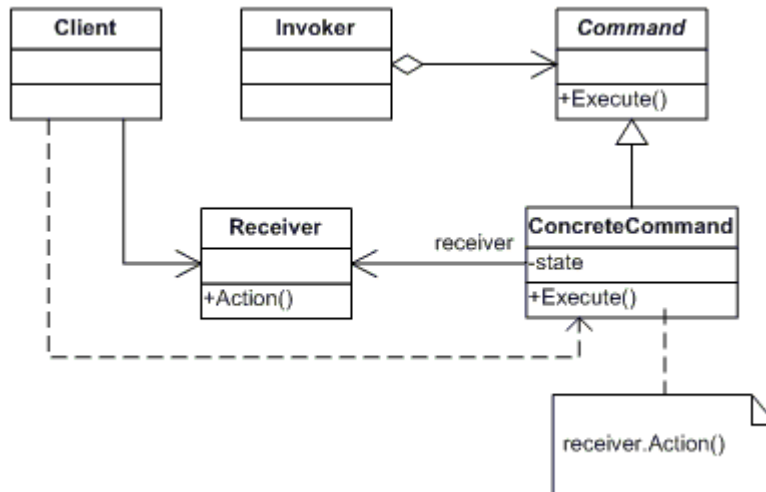 Client
Invoker
Command
+Execute()
Receiver
+Action()
receiver
ConcreteCommand
-state
+Execute()
receiver.Action()